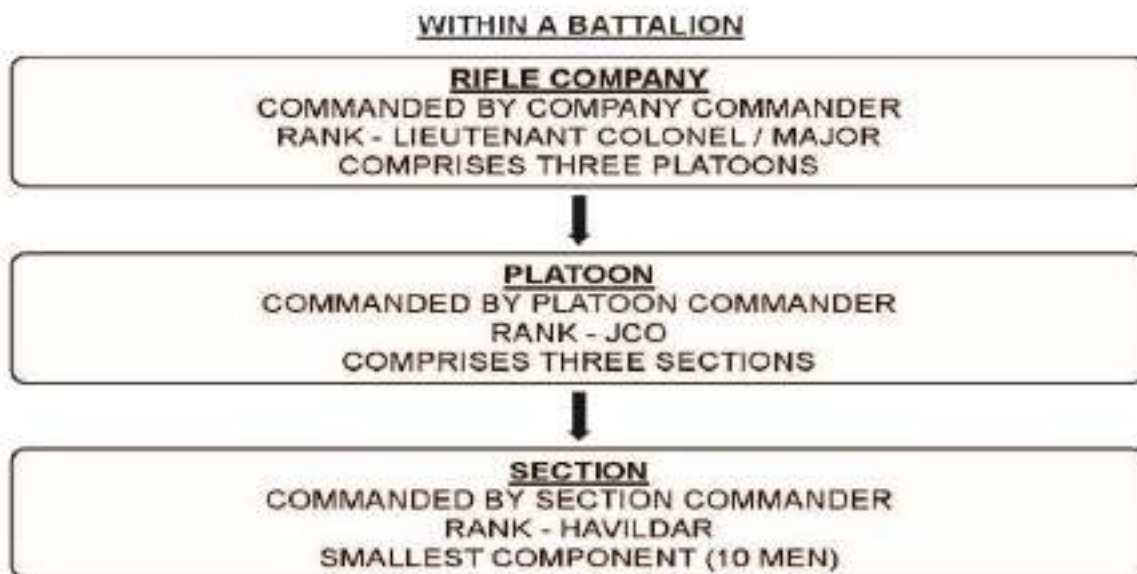 WITHIN A BATTALION
RIFLE COMPANY
COMMANDED BY COMPANY COMMANDER
RANK - LIEUTENANT COLONEL / MAJOR
COMPRISES THREE PLATOONS
PLATOON
COMMANDED BY PLATOON COMMANDER
RANK - JCO
COMPRISES THREE SECTIONS
SECTION
COMMANDED BY SECTION COMMANDER
RANK - HAVILDAR
SMALLEST COMPONENT (10 MEN)